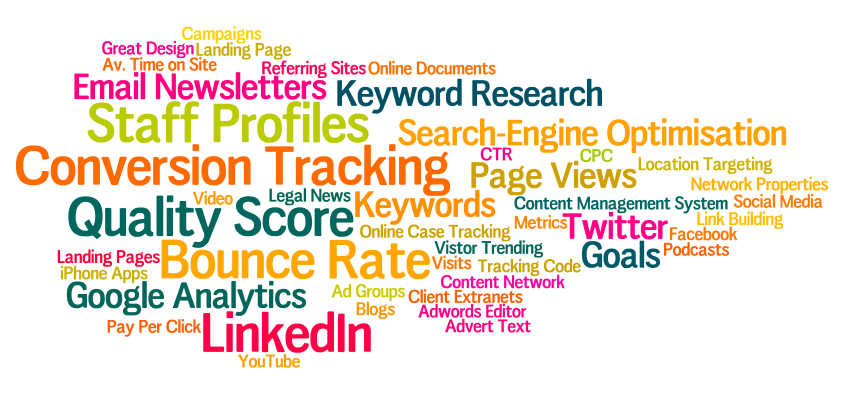 Campaigns
Great Design
Landing Page
Av. Time on Site
Referring Sites
Online Documents
Email Newsletters
Keyword Research
Staff Profiles
Search-Engine Optimisation
Conversion Tracking
CTR
CPC
Page Views
Location Targeting
Network Properties
Video
Legal News
Keywords
Content Management System
Social Media
Quality Score
Metrics
Twitter
Link Building
Online Case Tracking
Facebook
Vistor Trending
Goals
Podcasts
Landing Pages
Bounce Rate
Visits
Tracking Code
iPhone Apps
Content Network
Google Analytics
Ad Groups
Client Extranets
Blogs
Adwords Editor
Pay Per Click
LinkedIn
Advert Text
YouTube